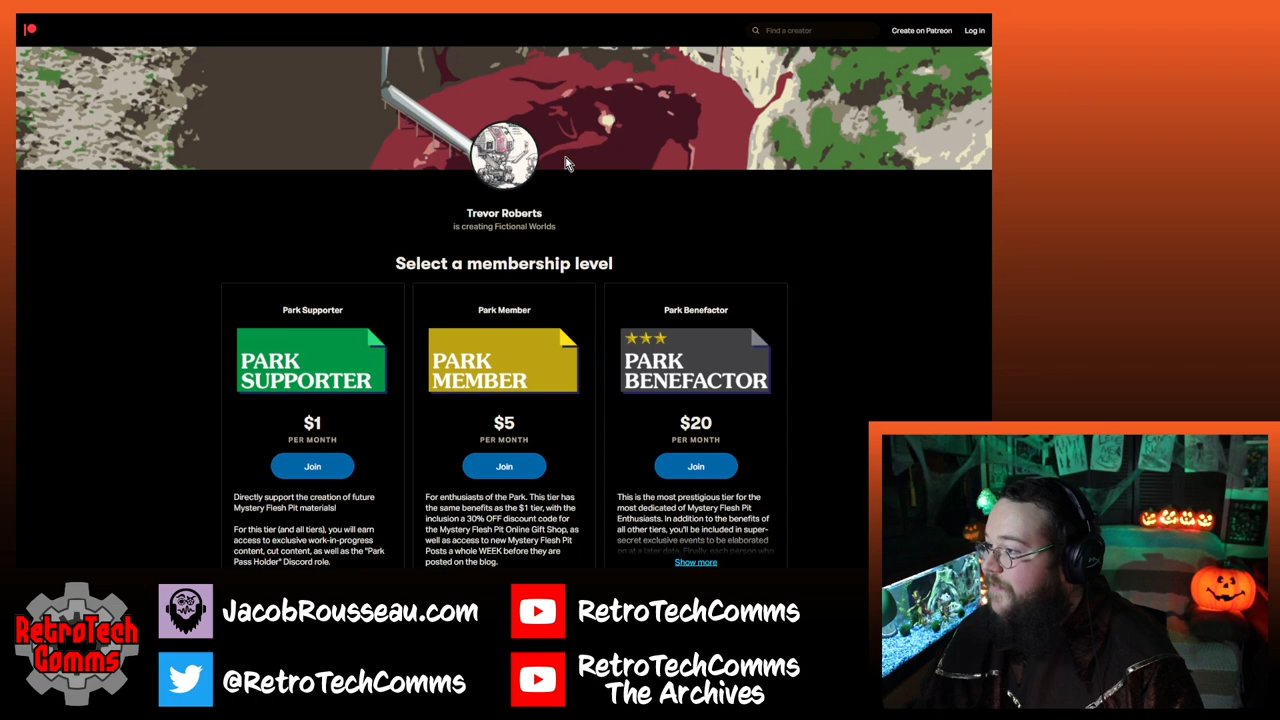 Find a creator
Create on Patreon
Log in
Trevor Roberts
is creating Fictional Worlds
Select a membership level
Park Supporter
PARK
SUPPORTER
$1
PER MONTH
Join
Directly support the creation of future
Mystery Flesh Pit materials!
For this tier (and all tiers), you will earn
access to exclusive work-in-progress
content, cut content, as well as the "Park
Pass Holder" Discord role.
Park Member
PARK
MEMBER
$5
PER MONTH
Join
For enthusiasts of the Park. This tier has
the same benefits as the $1 tier, with the
inclusion a 30% OFF discount code for
the Mystery Flesh Pit Online Gift Shop, as
well as access to new Mystery Flesh Pit
Posts a whole WEEK before they are
posted on the blog.
Park Benefactor
PARK
BENEFACTOR
$20
PER MONTH
Join
This is the most prestigious tier for the
most dedicated of Mystery Flesh Pit
Enthusiasts. In addition to the benefits of
all other tiers, you'll be included in super-
secret exclusive events to be elaborated
on at a later date. Finally, each person who
Show more
RetroTech
Comms
JacobRousseau.com
@RetroTechComms
RetroTechComms
RetroTechComms
The Archives